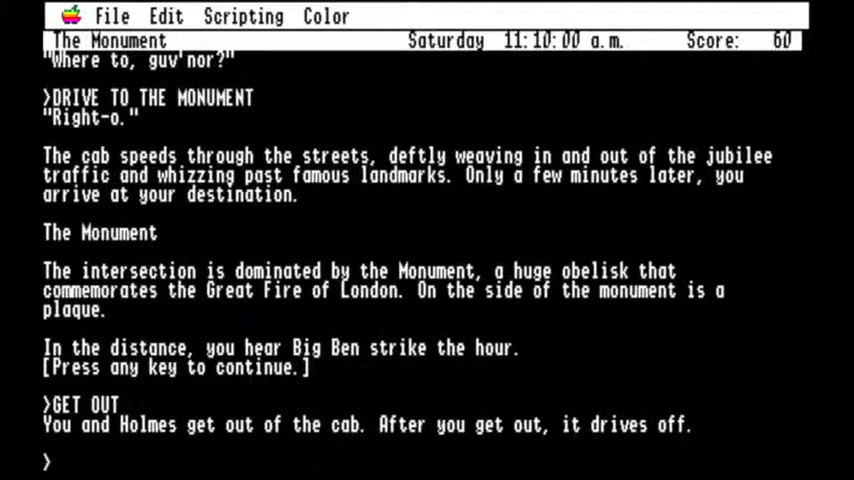 File Edit Scripting Color
The Monument Saturday 11:10:00 a.m. Score: 60
"Where to, guv'nor?"
>DRIVE TO THE MONUMENT
"Right-o."
The cab speeds through the streets, deftly weaving in and out of the jubilee
traffic and whizzing past famous landmarks. Only a few minutes later, you
arrive at your destination.
The Monument
The intersection is dominated by the Monument, a huge obelisk that
commemorates the Great Fire of London. On the side of the monument is a
plaque.
In the distance, you hear Big Ben strike the hour.
[Press any key to continue.]
>GET OUT
You and Holmes get out of the cab. After you get out, it drives off.
>